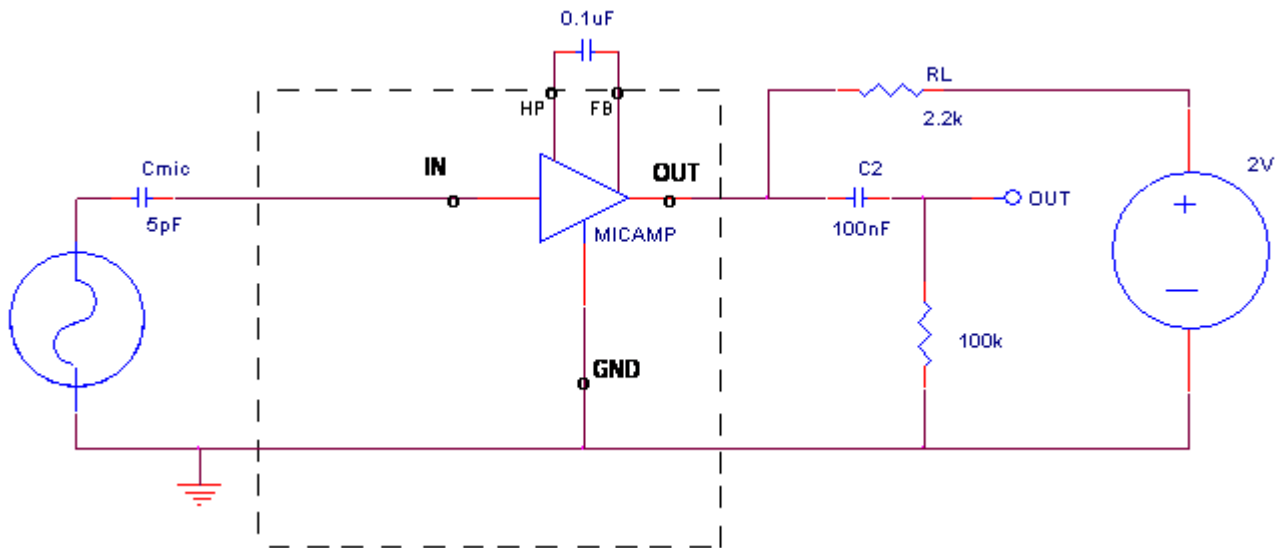 0.1uF
RL
HP
FB
2.2k
Cmic
IN
OUT
C2
2V
OUT
5pF
MICAMP
100nF
100k
GND